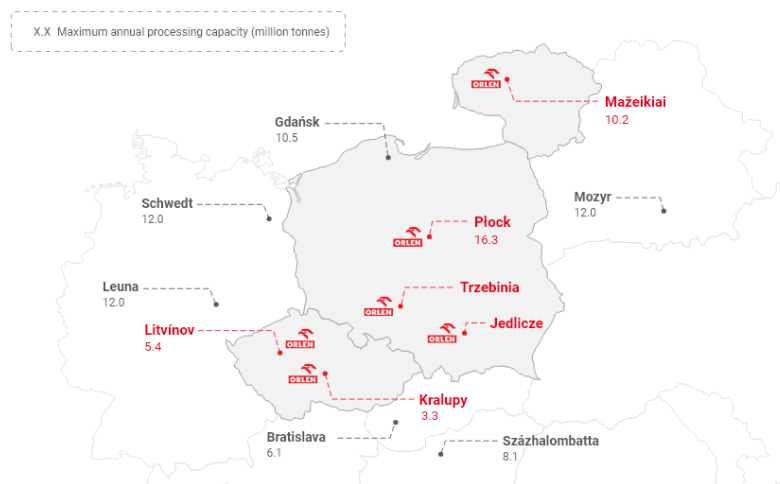 X.X Maximum annual processing capacity (million tonnes)
ORLEN
Mažeikiai
10.2
Gdańsk
10.5
Schwedt
12.0
Mozyr
12.0
Płock
16.3
ORLEN
Leuna
12.0
Trzebinia
ORLEN
Litvínov
5.4
ORLEN
Jedlicze
ORLEN
ORLEN
Kralupy
3.3
Bratislava
6.1
Százhalombatta
8.1